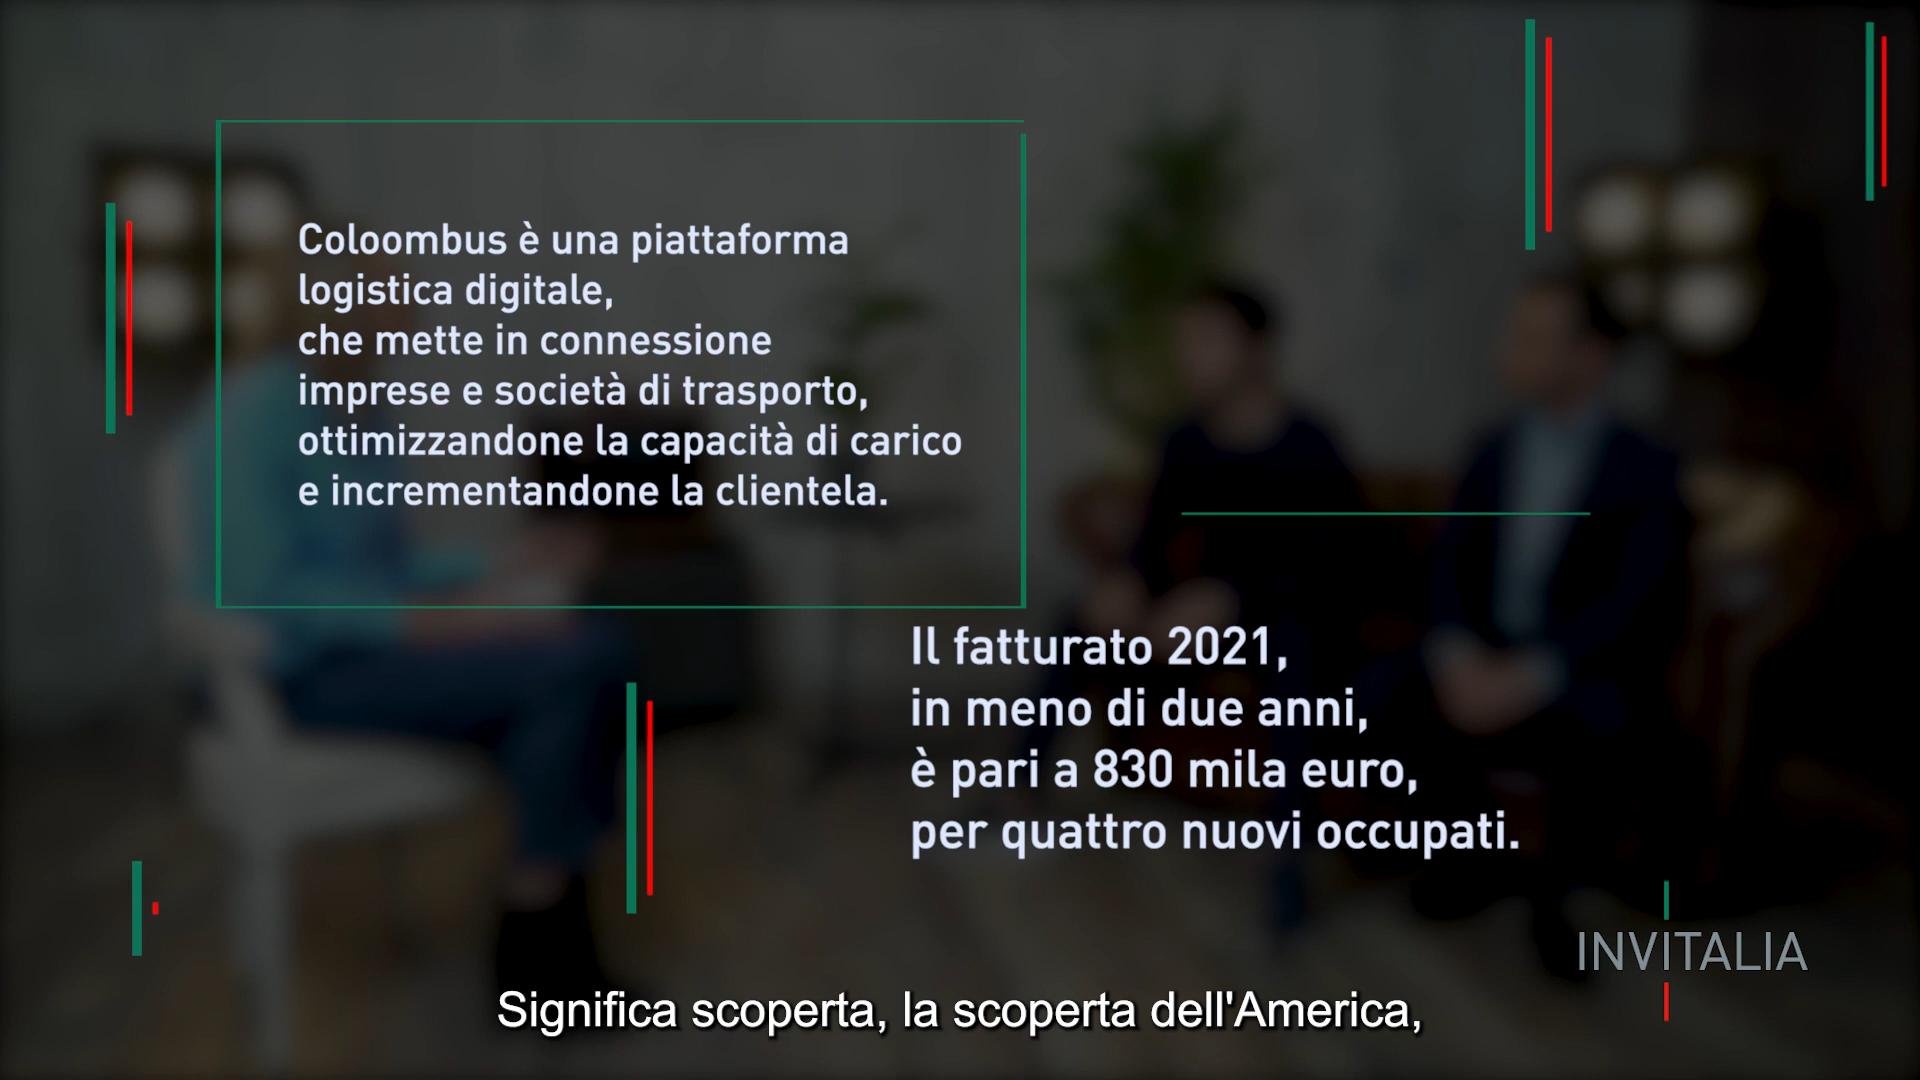 Coloombus è una piattaforma
logistica digitale,
che mette in connessione
imprese e società di trasporto,
ottimizzandone la capacità di carico
e incrementandone la clientela.
Il fatturato 2021,
in meno di due anni,
è pari a 830 mila euro,
per quattro nuovi occupati.
INVITALIA
Significa scoperta, la scoperta dell'America,